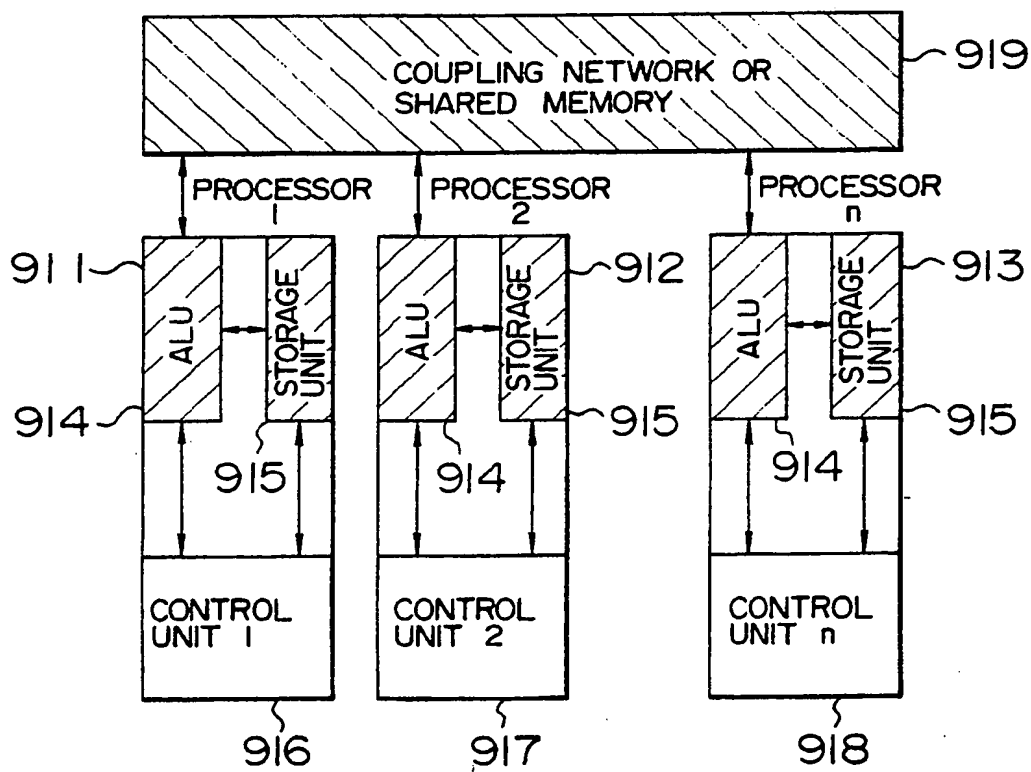 COUPLING NETWORK OR
SHARED MEMORY
919
PROCESSOR
1
PROCESSOR
2
PROCESSOR
n
911
ALU
STORAGE
UNIT
912
ALU
STORAGE
UNIT
913
ALU
STORAGE
UNIT
914
915
914
915
914
915
CONTROL
UNIT 1
CONTROL
UNIT 2
CONTROL
UNIT n
916
917
918